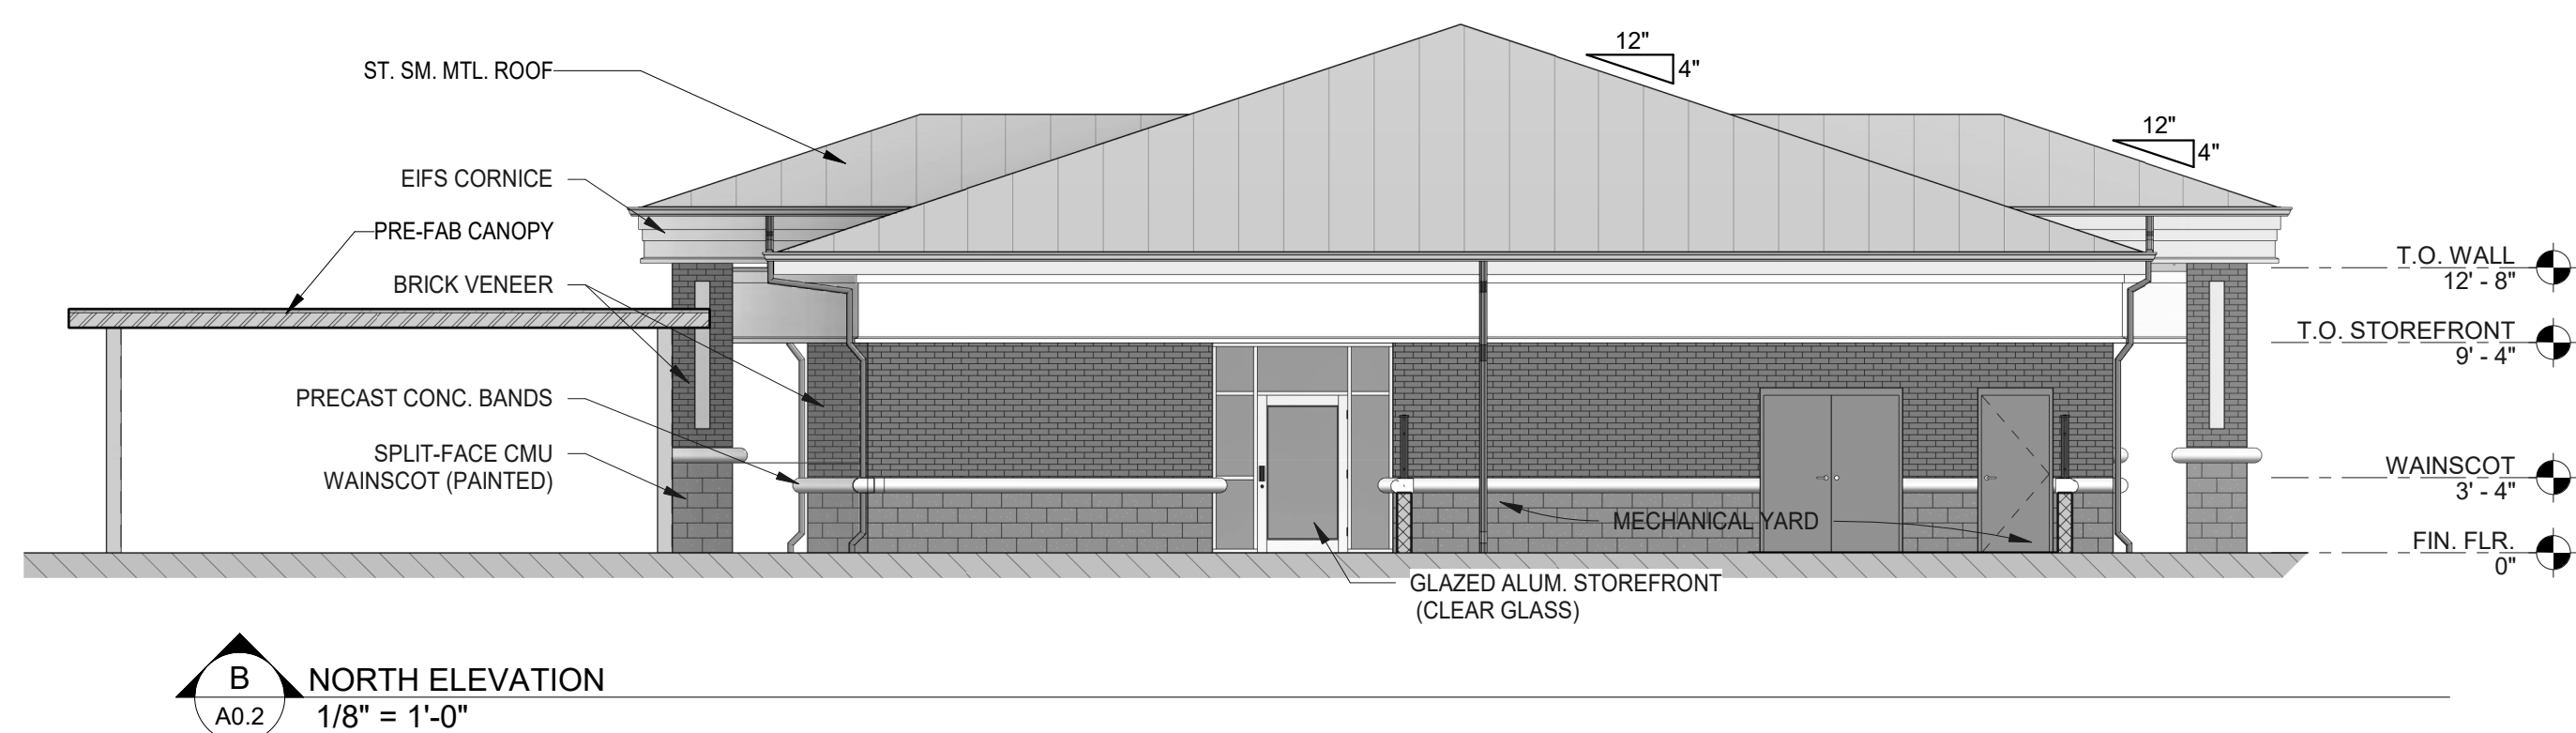 12"
4"
ST. SM. MTL. ROOF
12"
4"
EIFS CORNICE
PRE-FAB CANOPY
T.O. WALL
12' - 8"
BRICK VENEER
T.O. STOREFRONT
9' - 4"
PRECAST CONC. BANDS
SPLIT-FACE CMU
WAINSCOT (PAINTED)
WAINSCOT
3' - 4"
MECHANICAL YARD
FIN. FLR.
0"
GLAZED ALUM. STOREFRONT
(CLEAR GLASS)
B
NORTH ELEVATION
A0.2
1/8" = 1'-0"